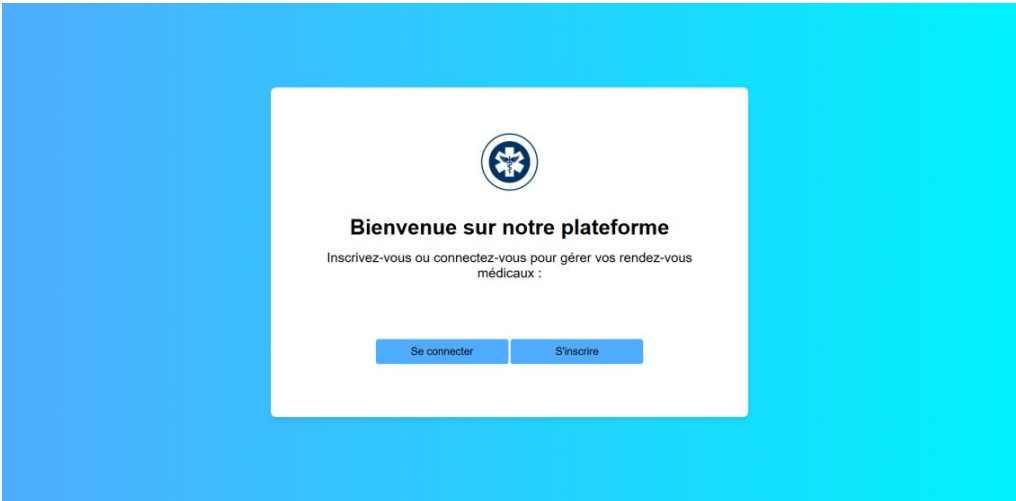 Bienvenue sur notre plateforme
Inscrivez-vous ou connectez-vous pour gérer vos rendez-vous
médicaux :
Se connecter S'inscrire